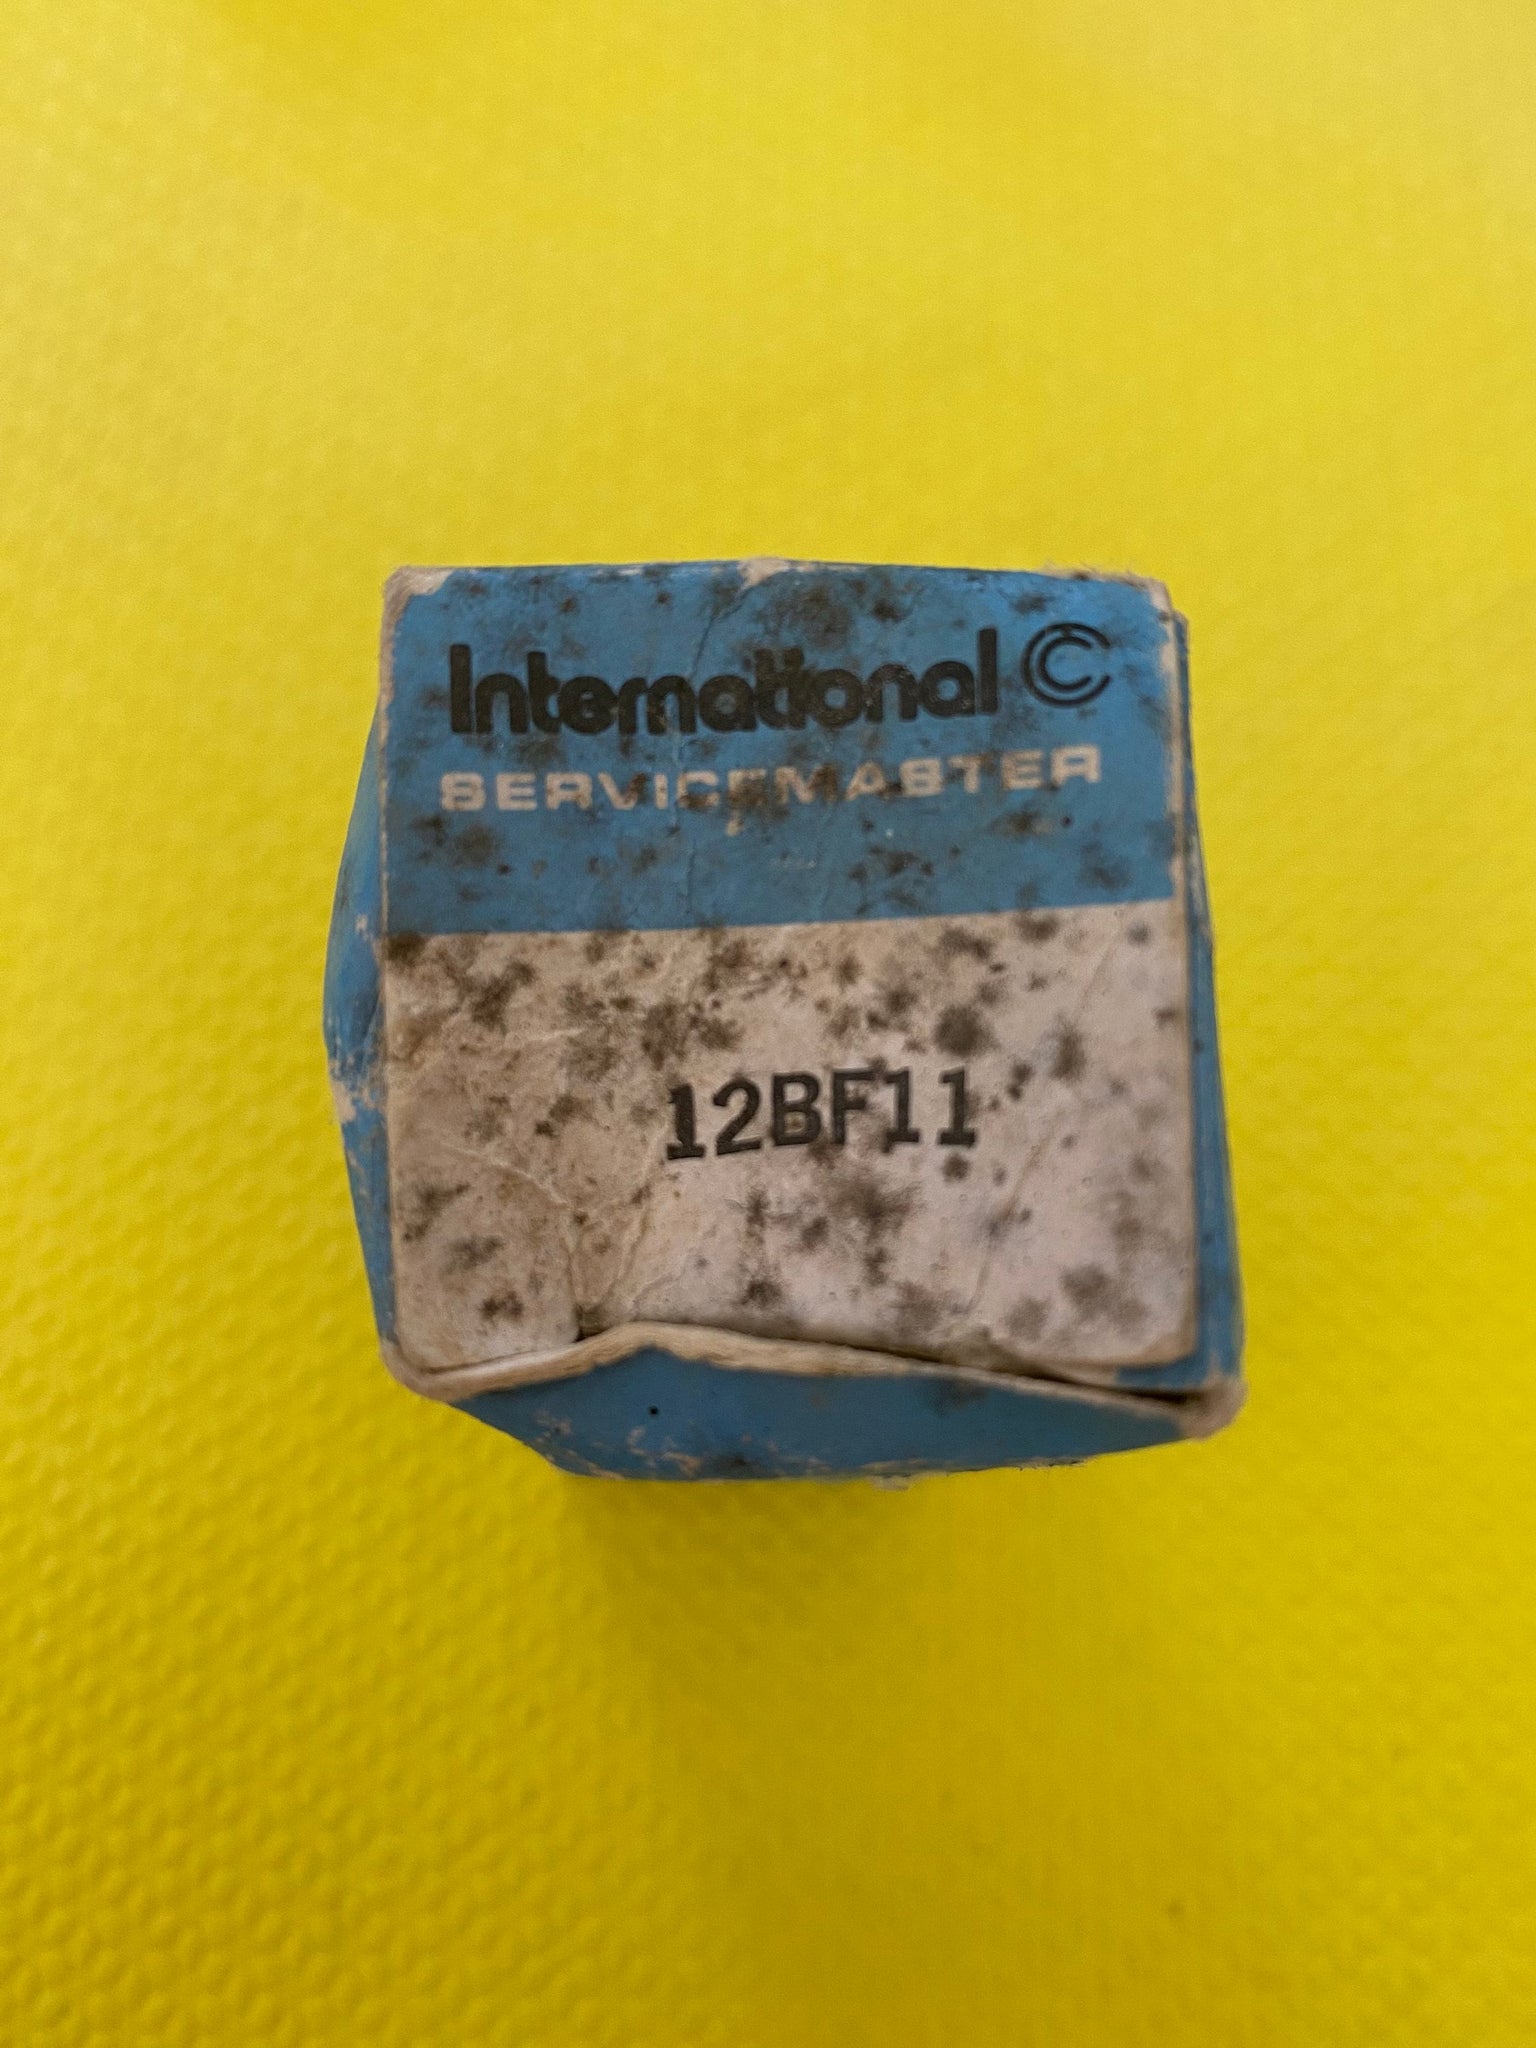 International
SERVICEMASTER
12BF11